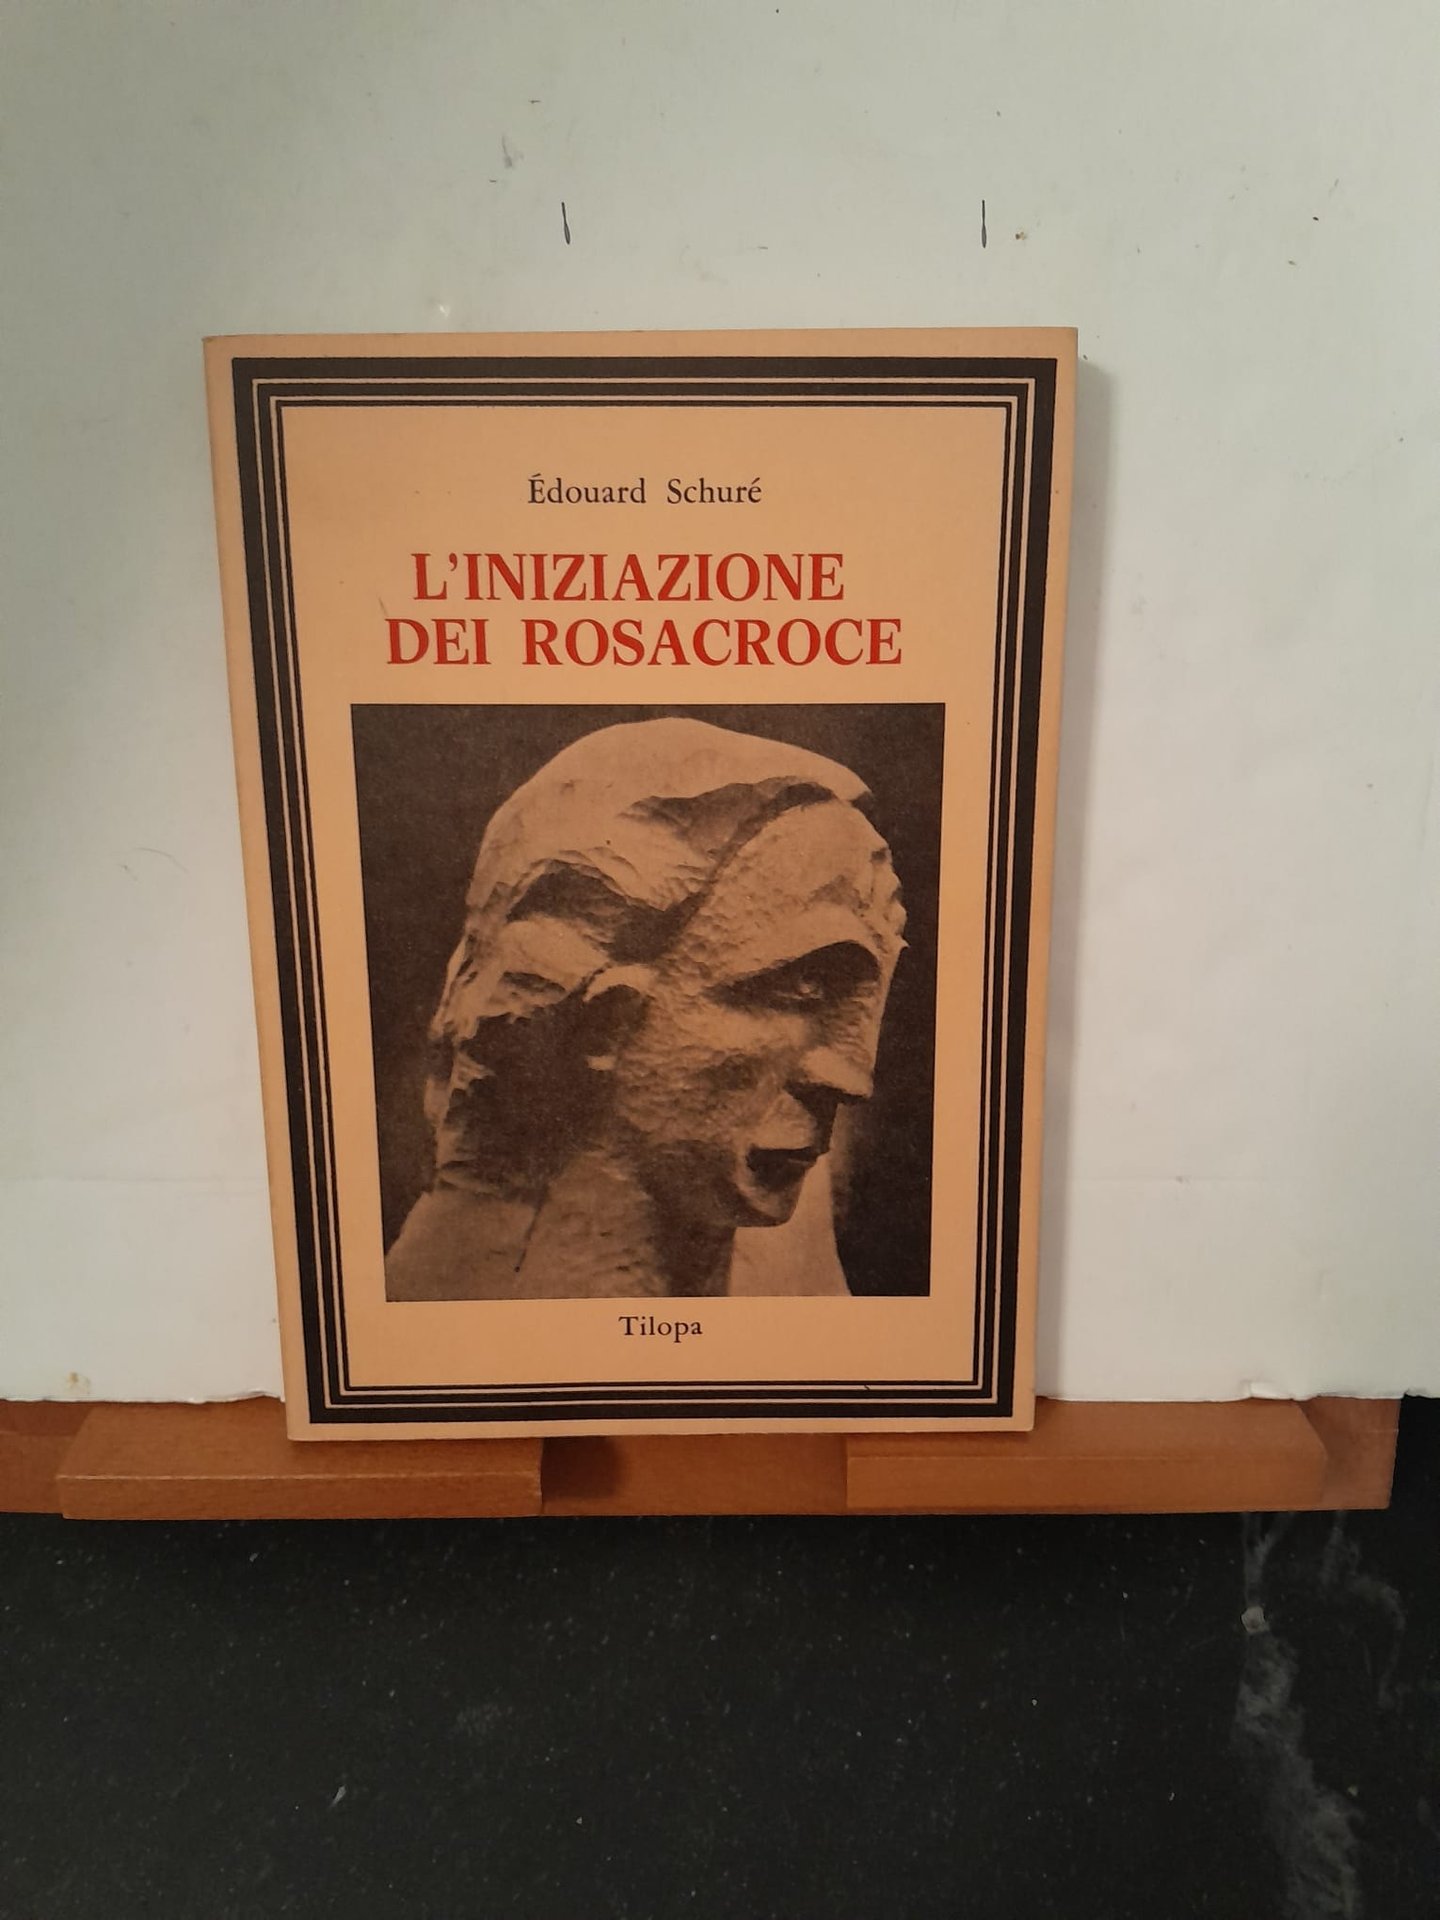 Édouard Schuré
L'INIZIAZIONE
DEI ROSACROCE
Tilopa